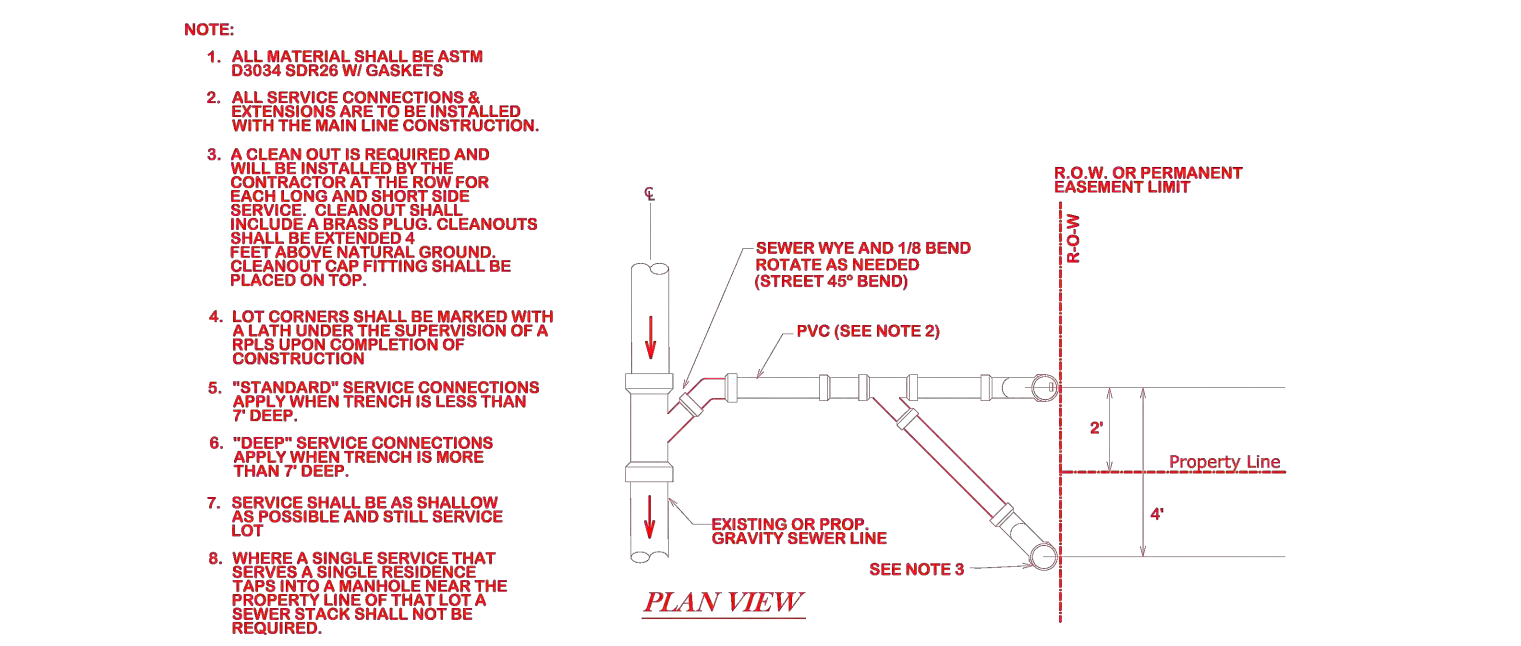 NOTE:
1. ALL MATERIAL SHALL BE ASTM
D3034 SDR26 W/ GASKETS
2. ALL SERVICE CONNECTIONS &
EXTENSIONS ARE TO BE INSTALLED
WITH THE MAIN LINE CONSTRUCTION.
3. A CLEAN OUT IS REQUIRED AND
WILL BE INSTALLED BY THE
CONTRACTOR AT THE ROW FOR
EACH LONG AND SHORT SIDE
SERVICE. CLEANOUT SHALL
INCLUDE A BRASS PLUG. CLEANOUTS
SHALL BE EXTENDED 4
FEET ABOVE NATURAL GROUND.
CLEANOUT CAP FITTING SHALL BE
PLACED ON TOP.
4. LOT CORNERS SHALL BE MARKED WITH
A LATH UNDER THE SUPERVISION OF A
RPLS UPON COMPLETION OF
CONSTRUCTION
5. "STANDARD" SERVICE CONNECTIONS
APPLY WHEN TRENCH IS LESS THAN
7' DEEP.
6. "DEEP" SERVICE CONNECTIONS
APPLY WHEN TRENCH IS MORE
THAN 7' DEEP.
7. SERVICE SHALL BE AS SHALLOW
AS POSSIBLE AND STILL SERVICE
LOT
8. WHERE A SINGLE SERVICE THAT
SERVES A SINGLE RESIDENCE
TAPS INTO A MANHOLE NEAR THE
PROPERTY LINE OF THAT LOT A
SEWER STACK SHALL NOT BE
REQUIRED.
℄
SEWER WYE AND 1/8 BEND
ROTATE AS NEEDED
(STREET 45º BEND)
PVC (SEE NOTE 2)
R.O.W. OR PERMANENT
EASEMENT LIMIT
R-O-W
2'
Property Line
4'
EXISTING OR PROP.
GRAVITY SEWER LINE
SEE NOTE 3
PLAN VIEW